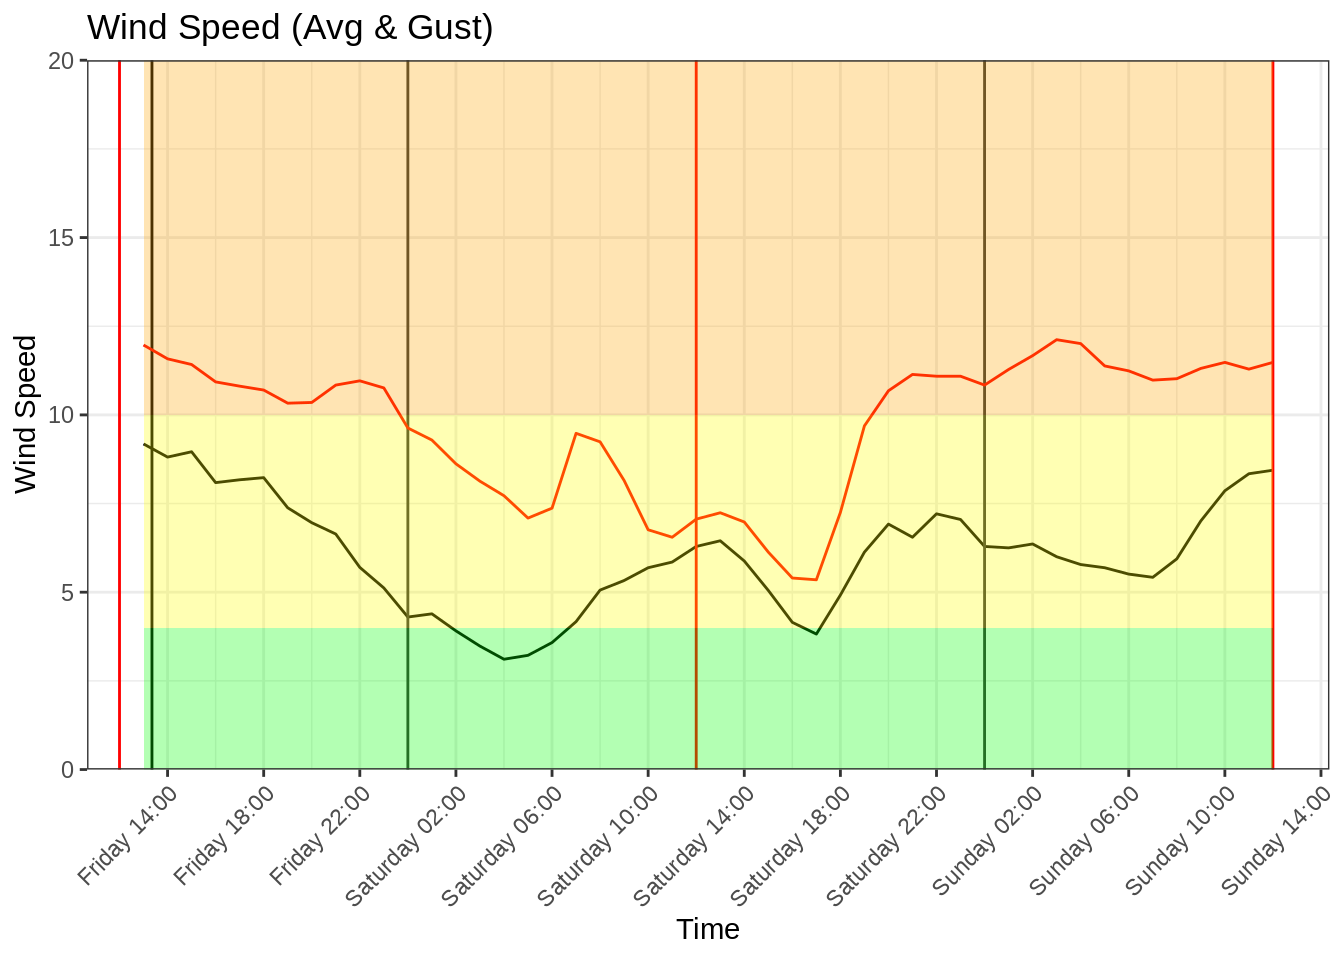 Wind Speed (Avg & Gust)
20
15
10
5
0
Wind Speed
Friday 14:00
Friday 18:00
Friday 22:00
Saturday 02:00
Saturday 06:00
Saturday 10:00
Saturday 14:00
Saturday 18:00
Saturday 22:00
Sunday 02:00
Sunday 06:00
Sunday 10:00
Sunday 14:00
Time